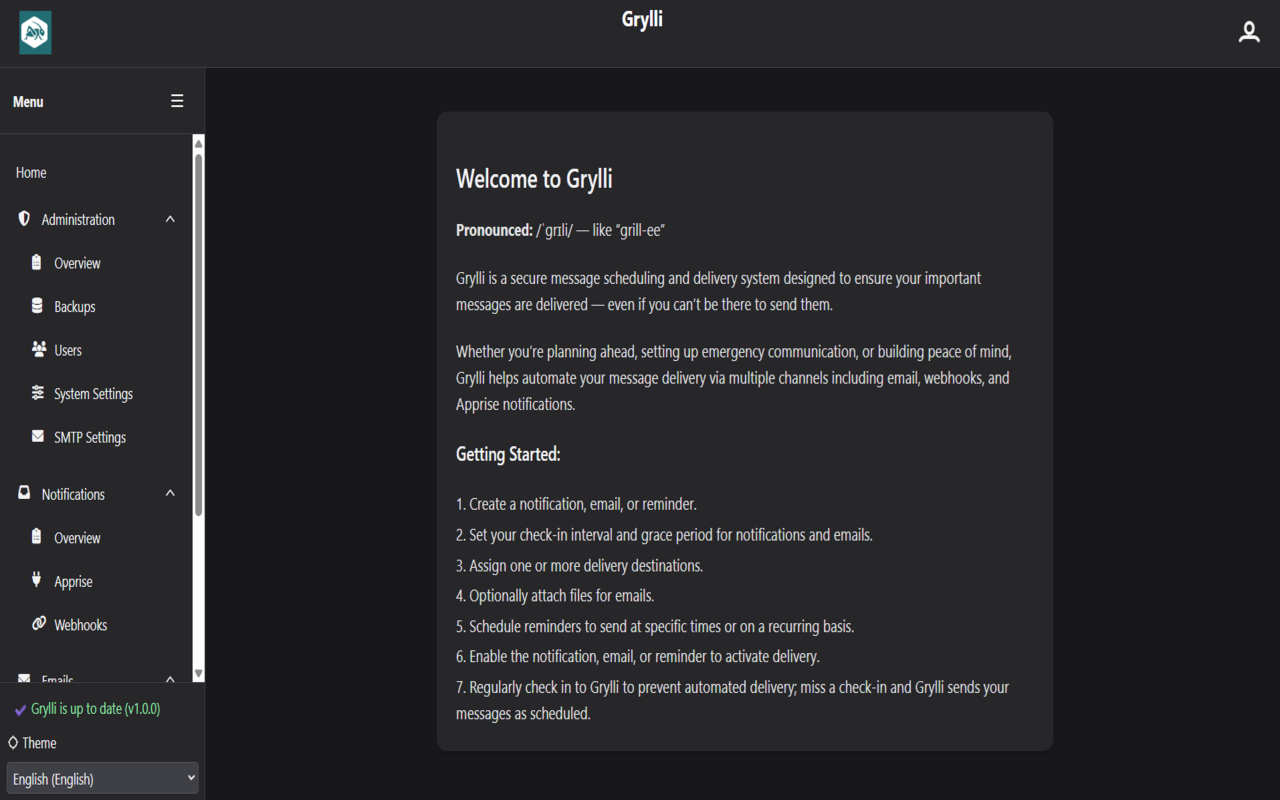 Grylli
Menu
Home
Administration
Overview
Backups
Users
System Settings
SMTP Settings
Notifications
Overview
Apprise
Webhooks
Emails
Grylli is up to date (v1.0.0)
Theme
English (English)
Welcome to Grylli
Pronounced: /ˈɡrɪli/ — like "grill-ee"
Grylli is a secure message scheduling and delivery system designed to ensure your important
messages are delivered — even if you can't be there to send them.
Whether you're planning ahead, setting up emergency communication, or building peace of mind,
Grylli helps automate your message delivery via multiple channels including email, webhooks, and
Apprise notifications.
Getting Started:
1. Create a notification, email, or reminder.
2. Set your check-in interval and grace period for notifications and emails.
3. Assign one or more delivery destinations.
4. Optionally attach files for emails.
5. Schedule reminders to send at specific times or on a recurring basis.
6. Enable the notification, email, or reminder to activate delivery.
7. Regularly check in to Grylli to prevent automated delivery; miss a check-in and Grylli sends your
messages as scheduled.